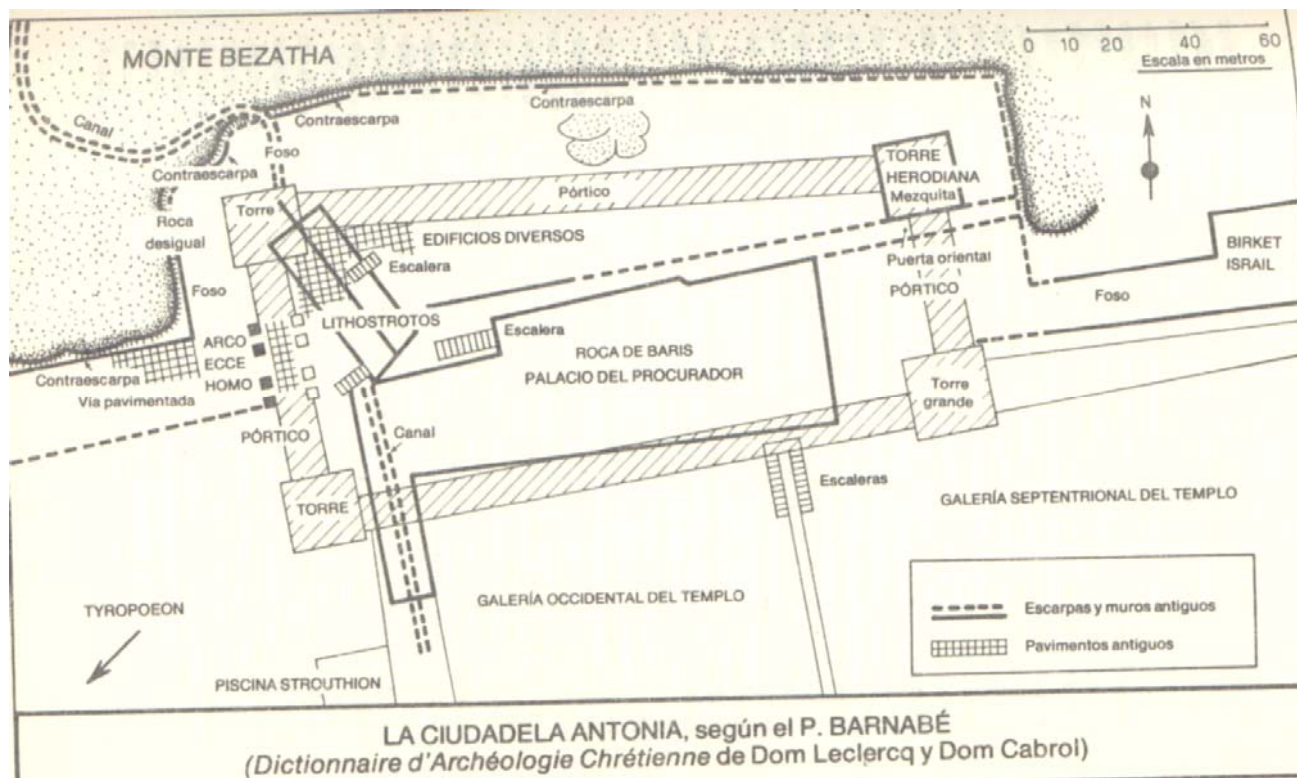 MONTE BEZATHA
0 10 20 40 60
Escala en metros
Canal
Contraescarpa
Contraescarpa
Contraescarpa
Foso
N
TORRE
HERODIANA
Mezquita
Pórtico
Torre
Roca
desigual
EDIFICIOS DIVERSOS
Escalera
Puerta oriental
PÓRTICO
BIRKET
ISRAIL
Foso
Foso
LITHOSTROTOS
Escalera
ARCO
ECCE
HOMO
Contraescarpa
Vía pavimentada
ROCA DE BARIS
PALACIO DEL PROCURADOR
Torre
grande
PÓRTICO
Canal
TORRE
Escaleras
GALERÍA SEPTENTRIONAL DEL TEMPLO
TYROPOEON
GALERÍA OCCIDENTAL DEL TEMPLO
Escarpas y muros antiguos
Pavimentos antiguos
PISCINA STROUTHION
LA CIUDADELA ANTONIA, según el P. BARNABÉ
(Dictionnaire d'Archéologie Chrétienne de Dom Leclercq y Dom Cabrol)